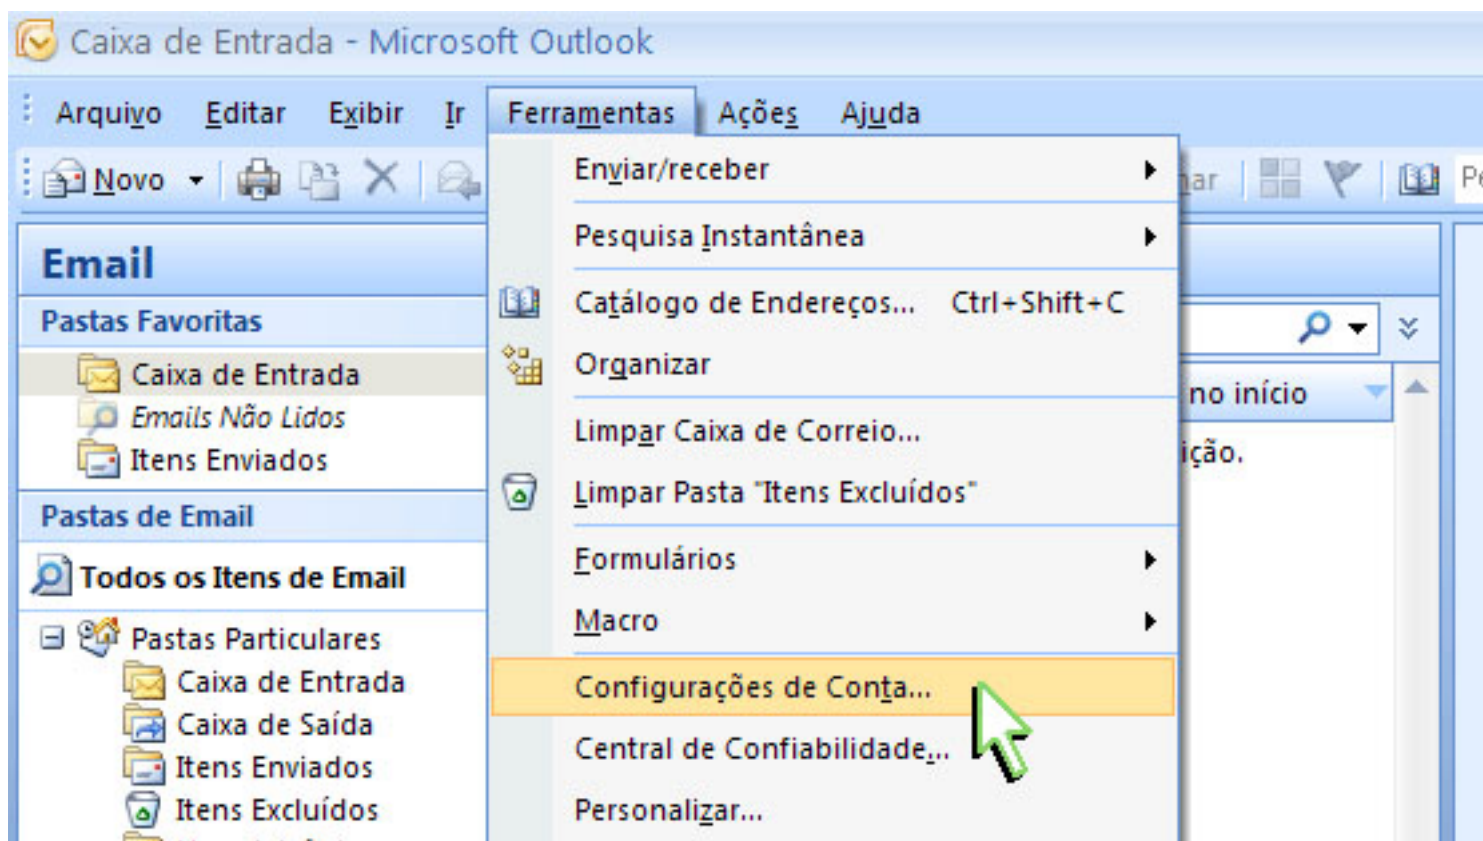 Caixa de Entrada - Microsoft Outlook
Arquivo Editar Exibir Ir Ferramentas Ações Ajuda
Novo
Email
Pastas Favoritas
Caixa de Entrada
Emails Não Lidos
Itens Enviados
Pastas de Email
Todos os Itens de Email
Pastas Particulares
Caixa de Entrada
Caixa de Saída
Itens Enviados
Itens Excluídos
Enviar/receber
Pesquisa Instantânea
Catálogo de Endereços... Ctrl+Shift+C
Organizar
Limpar Caixa de Correio...
Limpar Pasta "Itens Excluídos"
Formulários
Macro
Configurações de Conta...
Central de Confiabilidade...
Personalizar...
no início